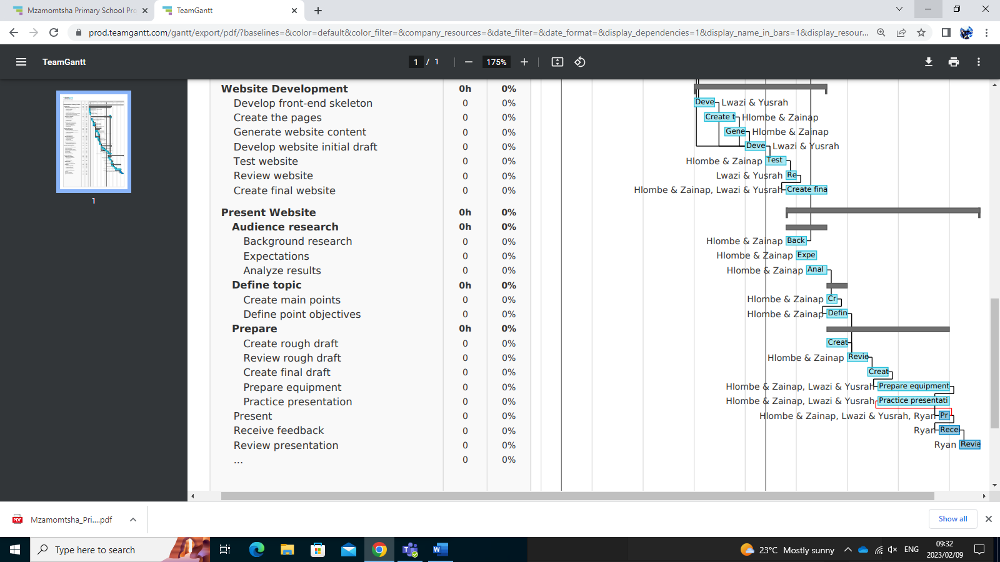 Mzamomtsha Primary School Pro
TeamGantt
prod.teamgantt.com/gantt/export/pdf/?baselines=&color=default&color_filter=&company_resources=&date_filter=&date_format=&display_dependencies=1&display_name_in_bars=1&display_resour...
TeamGantt
1 / 1
175%
1
Website Development 0h 0%
Develop front-end skeleton 0 0% Deve Lwazi & Yusrah
Create the pages 0 0% Create t Hlombe & Zainap
Generate website content 0 0% Gene Hlombe & Zainap
Develop website initial draft 0 0% Deve Lwazi & Yusrah
Test website 0 0% Hlombe & Zainap Test
Review website 0 0% Lwazi & Yusrah Re
Create final website 0 0% Hlombe & Zainap, Lwazi & Yusrah Create fina
Present Website 0h 0%
Audience research 0h 0%
Background research 0 0% Hlombe & Zainap Back
Expectations 0 0% Hlombe & Zainap Expe
Analyze results 0 0% Hlombe & Zainap Anal
Define topic 0h 0%
Create main points 0 0% Hlombe & Zainap Cr
Define point objectives 0 0% Hlombe & Zainap Defin
Prepare 0h 0%
Create rough draft 0 0% Creat
Review rough draft 0 0% Hlombe & Zainap Revie
Create final draft 0 0% Creat
Prepare equipment 0 0% Hlombe & Zainap, Lwazi & Yusrah Prepare equipment
Practice presentation 0 0% Hlombe & Zainap, Lwazi & Yusrah Practice presentati
Present 0 0% Hlombe & Zainap, Lwazi & Yusrah, Ryan Pr
Receive feedback 0 0% Ryan Rece
Review presentation 0 0% Ryan Revie
... 0 0%
PDF Mzamomtsha_Pri....pdf
Show all
Type here to search
W
23°C Mostly sunny
ENG
09:32
2023/02/09